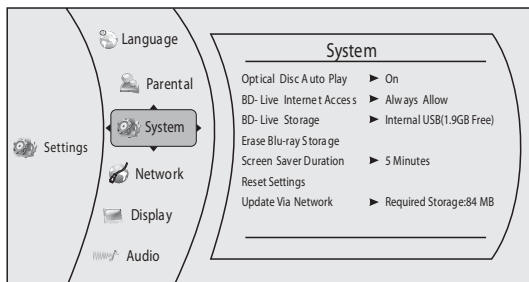 Settings
Language
Parental
System
Network
Display
Audio
System
Optical Disc Auto Play ► On
BD- Live Internet Access ► Always Allow
BD- Live Storage ► Internal USB(1.9GB Free)
Erase Blu-ray Storage
Screen Saver Duration ► 5 Minutes
Reset Settings
Update Via Network ► Required Storage:84 MB